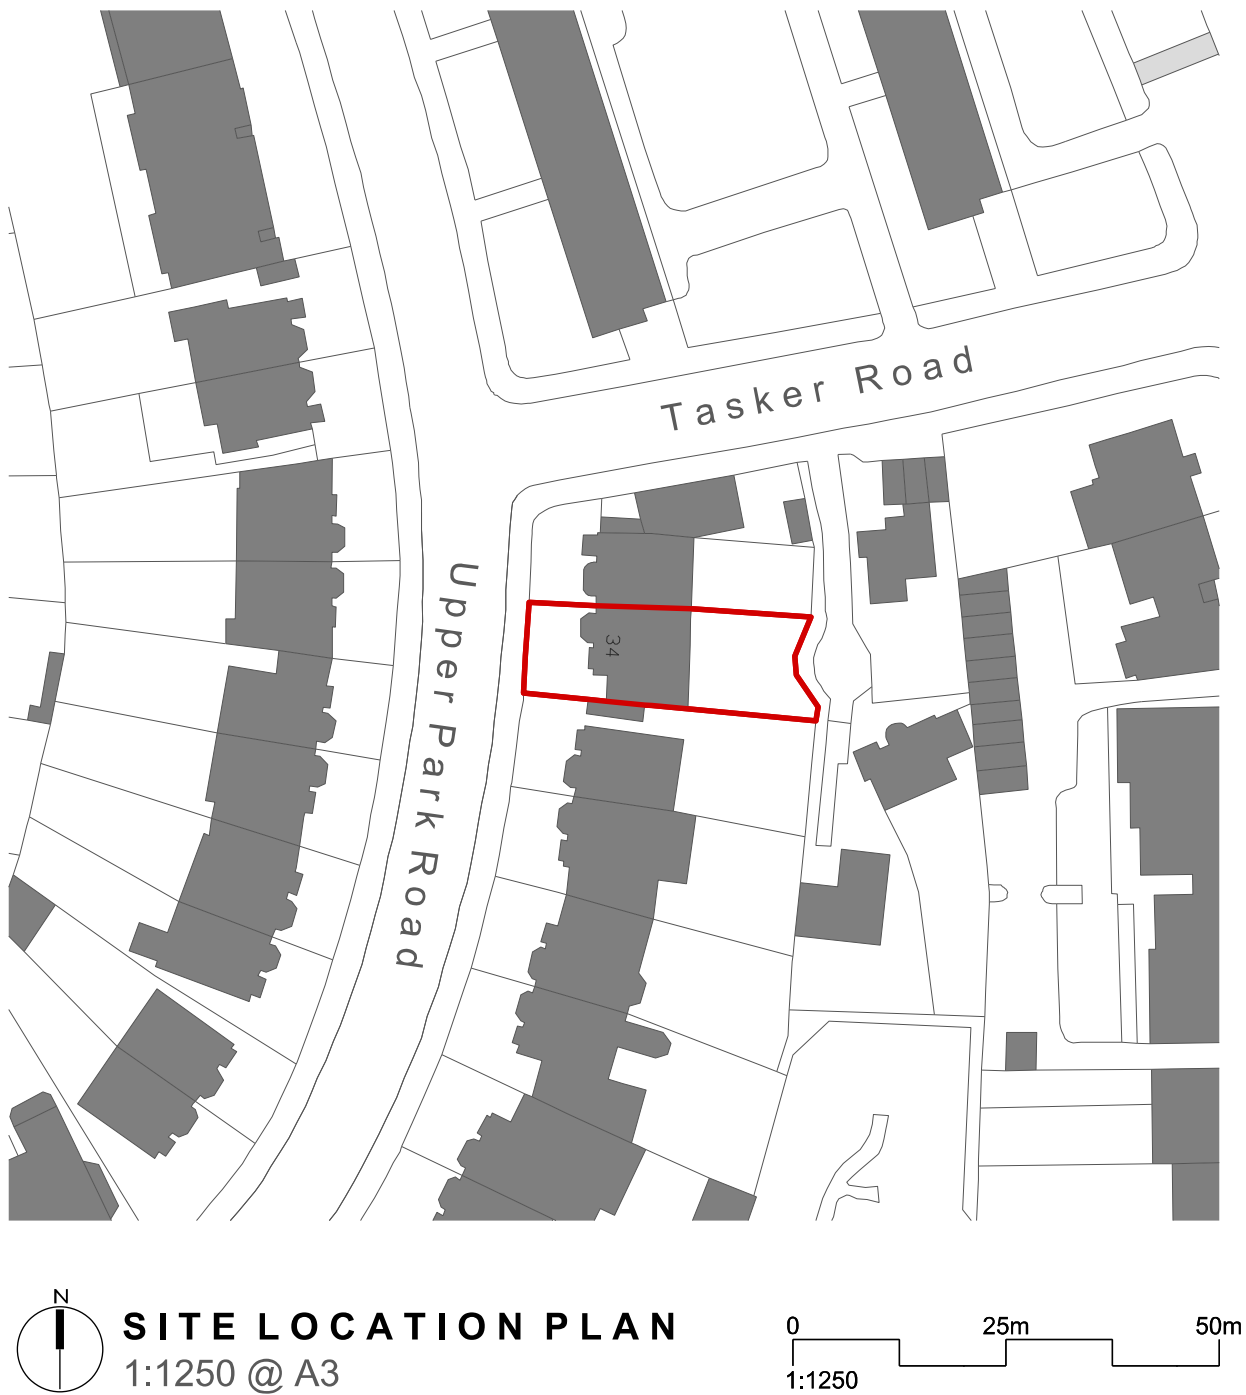 Tasker Road
Upper Park Road
34
N
SITE LOCATION PLAN
1:1250 @ A3
0 25m 50m
1:1250